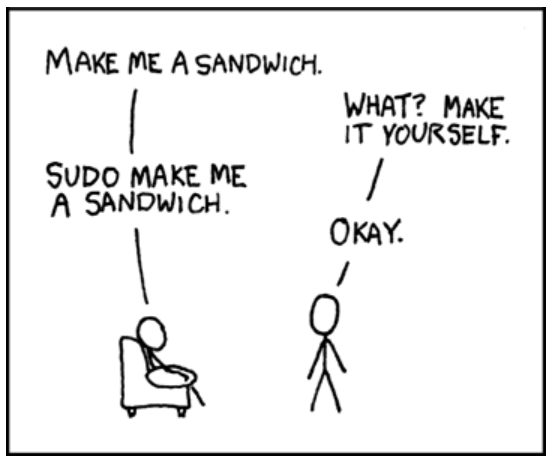 MAKE ME A SANDWICH.
WHAT? MAKE
IT YOURSELF.
SUDO MAKE ME
A SANDWICH.
OKAY.